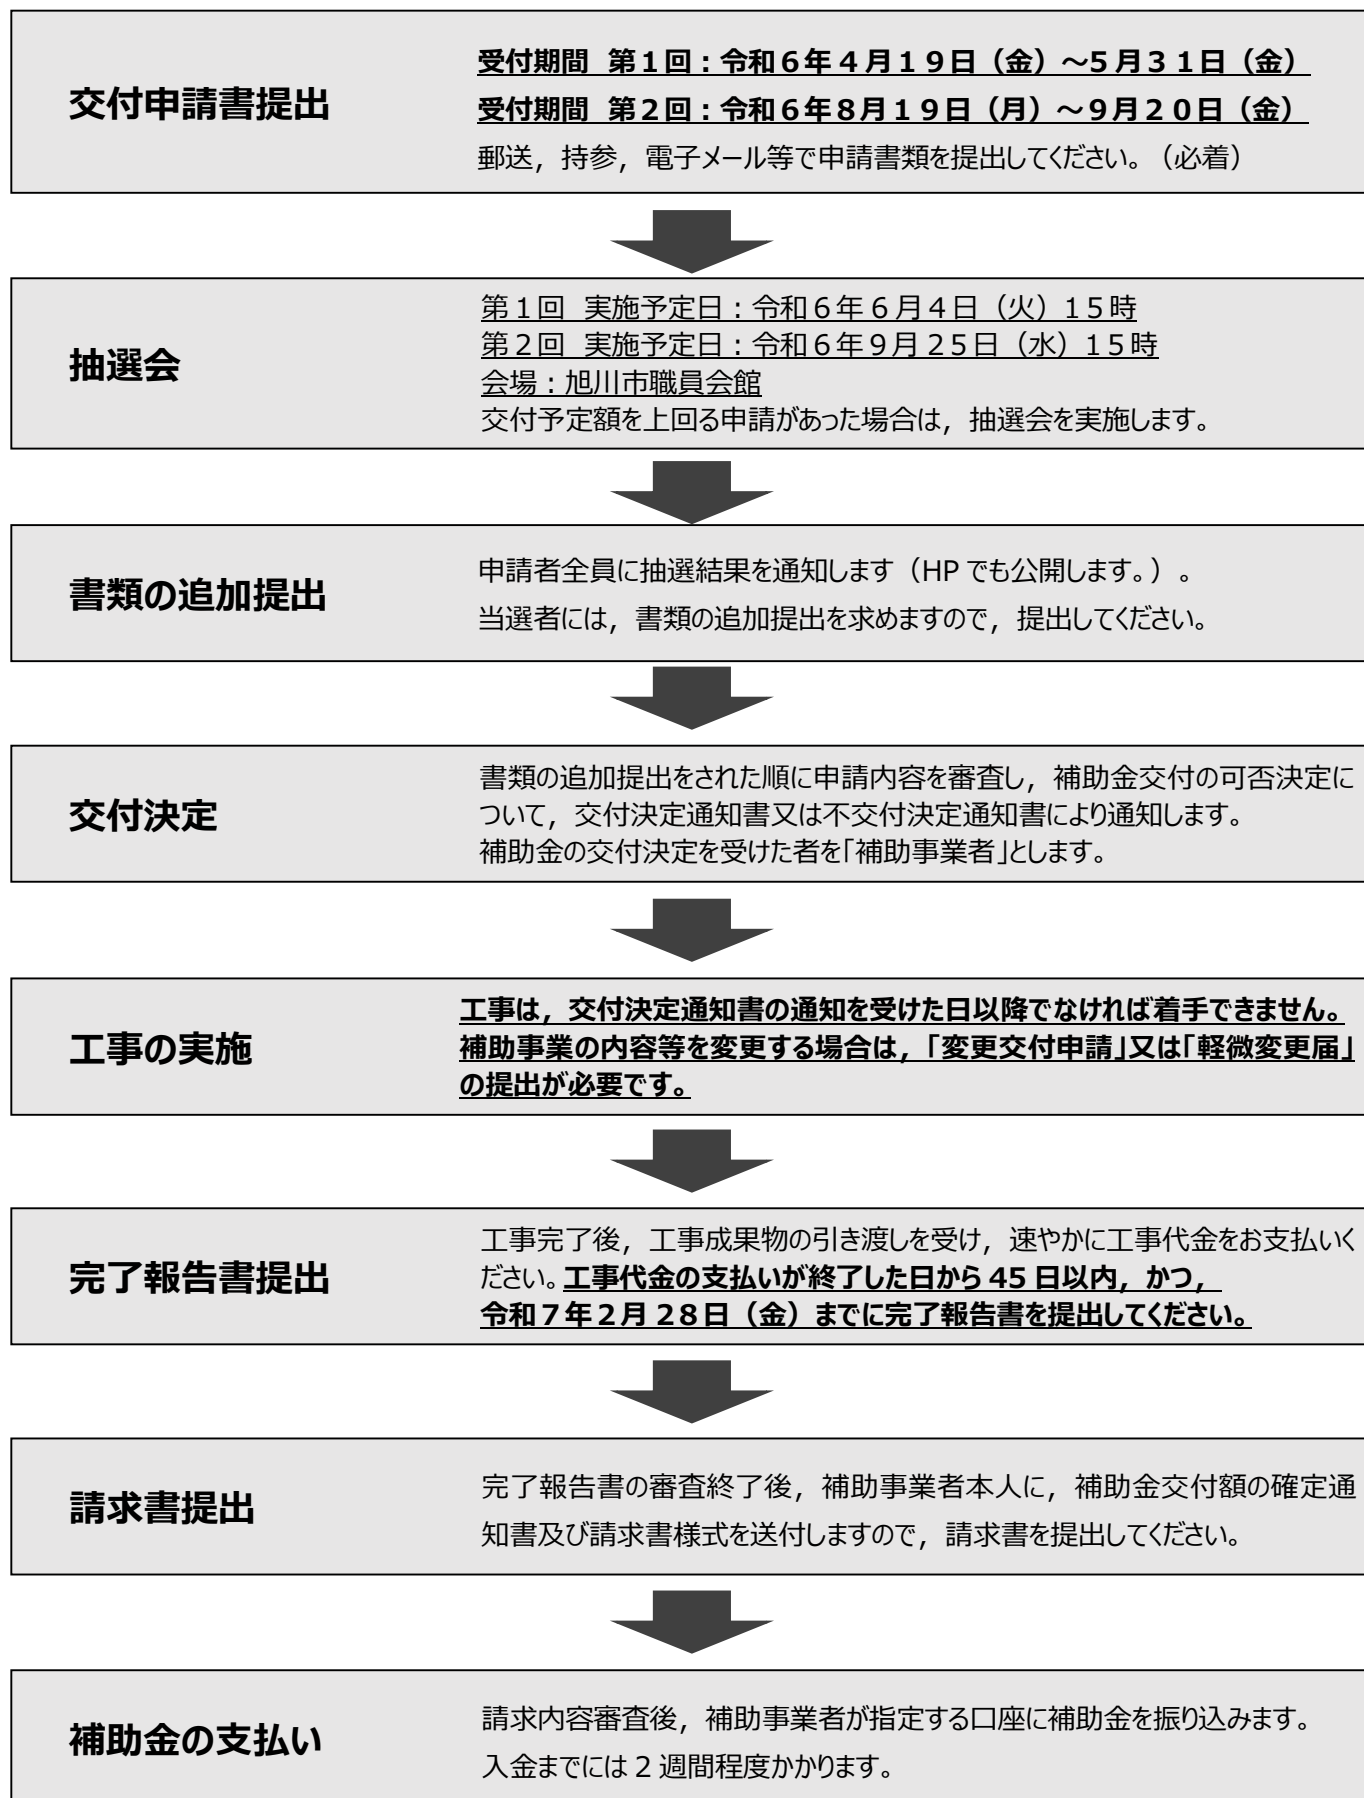 交付申請書提出
受付期間 第１回：令和６年４月１９日（金）～５月３１日（金）
受付期間 第２回：令和６年８月１９日（月）～９月２０日（金）
郵送，持参，電子メール等で申請書類を提出してください。（必着）
抽選会
第１回 実施予定日：令和６年６月４日（火）１５時
第２回 実施予定日：令和６年９月２５日（水）１５時
会場：旭川市職員会館
交付予定額を上回る申請があった場合は，抽選会を実施します。
書類の追加提出
申請者全員に抽選結果を通知します（HP でも公開します。）。
当選者には，書類の追加提出を求めますので，提出してください。
交付決定
書類の追加提出をされた順に申請内容を審査し，補助金交付の可否決定に
ついて，交付決定通知書又は不交付決定通知書により通知します。
補助金の交付決定を受けた者を「補助事業者」とします。
工事の実施
工事は，交付決定通知書の通知を受けた日以降でなければ着手できません。
補助事業の内容等を変更する場合は，「変更交付申請」又は「軽微変更届」
の提出が必要です。
完了報告書提出
工事完了後，工事成果物の引き渡しを受け，速やかに工事代金をお支払いく
ださい。工事代金の支払いが終了した日から 45 日以内，かつ，
令和７年２月２８日（金）までに完了報告書を提出してください。
請求書提出
完了報告書の審査終了後，補助事業者本人に，補助金交付額の確定通
知書及び請求書様式を送付しますので，請求書を提出してください。
補助金の支払い
請求内容審査後，補助事業者が指定する口座に補助金を振り込みます。
入金までには 2 週間程度かかります。